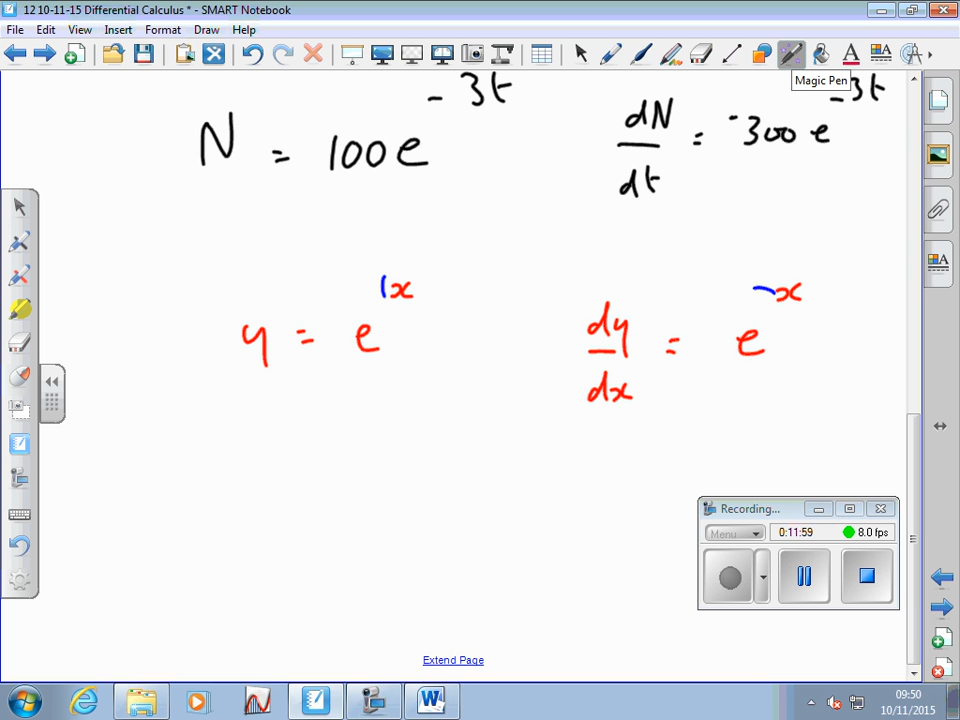 12 10-11-15 Differential Calculus * - SMART Notebook
File Edit View Insert Format Draw Help
Magic Pen
N = 100e^-3t
dN/dt = -300e^-3t
y = e^1x
dy/dx = e^-x
Recording...
Menu
0:11:59
8.0 fps
Extend Page
09:50
10/11/2015